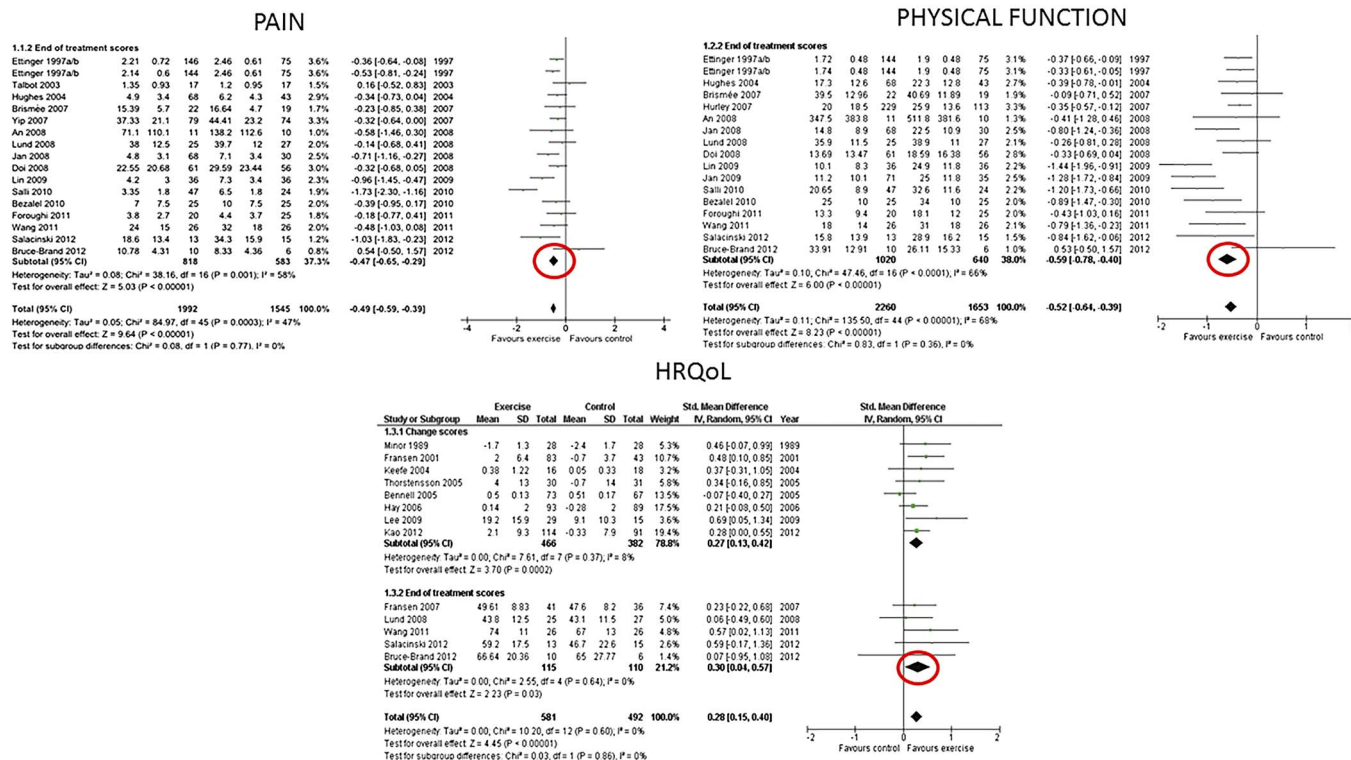 PAIN
1.1.2 End of treatment scores
Ettinger 1997a/b 2.21 0.72 146 2.46 0.61 75 3.6% -0.36 [-0.64, -0.08] 1997
Ettinger 1997a/b 2.14 0.6 144 2.46 0.61 75 3.6% -0.53 [-0.81, -0.24] 1997
Talbot 2003 1.35 0.93 17 1.2 0.95 17 1.5% 0.16 [-0.52, 0.83] 2003
Hughes 2004 4.9 3.4 68 6.2 4.3 43 2.8% -0.34 [-0.73, 0.04] 2004
Brismée 2007 15.39 5.7 22 16.64 4.7 19 1.7% -0.23 [-0.85, 0.38] 2007
Yip 2007 37.33 21.1 79 44.41 23.2 74 3.2% -0.32 [-0.64, 0.00] 2007
An 2008 71.1 110.1 11 138.2 112.6 10 1.0% -0.58 [-1.46, 0.30] 2008
Lund 2008 38 12.5 25 39.7 12 27 2.0% -0.14 [-0.68, 0.41] 2008
Jan 2008 4.8 3.1 68 7.1 3.4 30 2.5% -0.71 [-1.16, -0.27] 2008
Doi 2008 22.55 20.68 61 29.59 23.44 56 2.9% -0.32 [-0.68, 0.05] 2008
Lin 2009 4.2 3 36 7.3 3.4 36 2.2% -0.96 [-1.45, -0.47] 2009
Salli 2010 3.35 1.8 47 6.5 1.8 24 1.9% -1.73 [-2.30, -1.16] 2010
Bezalel 2010 7 7.5 25 10 7.5 25 1.9% -0.39 [-0.95, 0.17] 2010
Foroughi 2011 3.8 2.7 20 4.4 3.7 25 1.8% -0.18 [-0.77, 0.41] 2011
Wang 2011 24 15 26 32 18 26 1.9% -0.48 [-1.03, 0.08] 2011
Salacinski 2012 18.6 13.4 13 34.3 15.9 15 1.2% -1.03 [-1.83, -0.23] 2012
Bruce-Brand 2012 10.78 4.31 10 8.33 4.36 6 0.8% 0.54 [-0.50, 1.57] 2012
Subtotal (95% CI) 818 583 37.3% -0.47 [-0.65, -0.29]
Heterogeneity: Tau² = 0.08; Chi² = 38.16, df = 16 (P = 0.001); I² = 58%
Test for overall effect: Z = 5.03 (P < 0.00001)
Total (95% CI) 1992 1545 100.0% -0.49 [-0.59, -0.39]
Heterogeneity: Tau² = 0.05; Chi² = 84.97, df = 45 (P = 0.0003); I² = 47%
Test for overall effect: Z = 9.64 (P < 0.00001)
Test for subgroup differences: Chi² = 0.08, df = 1 (P = 0.77), I² = 0%
-4 -2 0 2 4
Favours exercise Favours control
PHYSICAL FUNCTION
1.2.2 End of treatment scores
Ettinger 1997a/b 1.72 0.48 144 1.9 0.48 75 3.1% -0.37 [-0.66, -0.09] 1997
Ettinger 1997a/b 1.74 0.48 144 1.9 0.48 75 3.1% -0.33 [-0.61, -0.05] 1997
Hughes 2004 17.3 12.6 68 22.3 12.8 43 2.6% -0.39 [-0.78, -0.01] 2004
Brismée 2007 39.5 12.96 22 40.69 11.89 19 1.7% -0.09 [-0.71, 0.52] 2007
Hurley 2007 20 18.5 229 25.9 13.6 113 3.4% -0.35 [-0.57, -0.12] 2007
An 2008 347.5 383.8 11 511.8 381.6 10 1.1% -0.41 [-1.28, 0.46] 2008
Jan 2008 14.8 8.9 68 22.5 10.9 30 2.4% -0.80 [-1.24, -0.36] 2008
Lund 2008 35.9 11.5 25 38.9 11 27 2.0% -0.26 [-0.81, 0.28] 2008
Doi 2008 13.69 13.47 61 18.59 16.38 56 2.7% -0.33 [-0.69, 0.04] 2008
Lin 2009 10.1 8.3 36 24.9 11.8 36 2.1% -1.44 [-1.96, -0.91] 2009
Jan 2009 11.2 10.1 71 25 11.8 35 2.4% -1.28 [-1.72, -0.84] 2009
Salli 2010 20.65 8.9 47 32.6 11.6 24 2.1% -1.20 [-1.73, -0.66] 2010
Bezalel 2010 25 10 25 34 10 25 1.9% -0.89 [-1.47, -0.30] 2010
Foroughi 2011 13.3 9.4 20 18.1 12 25 1.8% -0.43 [-1.03, 0.16] 2011
Wang 2011 18 14 26 31 18 26 1.9% -0.79 [-1.36, -0.23] 2011
Salacinski 2012 15.8 13.9 13 28.9 16.2 15 1.3% -0.84 [-1.62, -0.06] 2012
Bruce-Brand 2012 33.91 12.91 10 26.11 15.33 6 0.9% 0.53 [-0.50, 1.57] 2012
Subtotal (95% CI) 1020 640 38.0% -0.59 [-0.78, -0.40]
Heterogeneity: Tau² = 0.10, Chi² = 47.46, df = 16 (P < 0.0001); I² = 66%
Test for overall effect: Z = 6.00 (P < 0.00001)
Total (95% CI) 2260 1653 100.0% -0.52 [-0.64, -0.39]
Heterogeneity: Tau² = 0.11; Chi² = 135.50, df = 44 (P < 0.00001); I² = 68%
Test for overall effect: Z = 8.23 (P < 0.00001)
Test for subgroup differences: Chi² = 0.83, df = 1 (P = 0.36), I² = 0%
-2 -1 0 1 2
Favours exercise Favours control
HRQoL
Exercise Control Std. Mean Difference Std. Mean Difference
Study or Subgroup Mean SD Total Mean SD Total Weight IV, Random, 95% CI Year IV, Random, 95% CI
1.3.1 Change scores
Minor 1989 -1.7 1.3 28 -2.4 1.7 28 5.3% 0.46 [-0.07, 0.99] 1989
Fransen 2001 2 6.4 83 -0.7 3.7 43 10.7% 0.48 [0.10, 0.85] 2001
Keefe 2004 0.38 1.22 16 0.05 0.33 18 3.2% 0.37 [-0.31, 1.05] 2004
Thorstensson 2005 4 13 30 -0.7 14 31 5.8% 0.34 [-0.16, 0.85] 2005
Bennell 2005 0.5 0.13 73 0.51 0.17 67 13.5% -0.07 [-0.40, 0.27] 2005
Hay 2006 0.14 2 93 -0.28 2 89 17.5% 0.21 [-0.08, 0.50] 2006
Lee 2009 19.2 15.9 29 9.1 10.3 15 3.6% 0.69 [0.05, 1.34] 2009
Kao 2012 2.1 9.3 114 -0.33 7.9 91 19.4% 0.28 [0.00, 0.55] 2012
Subtotal (95% CI) 466 382 78.8% 0.27 [0.13, 0.42]
Heterogeneity: Tau² = 0.00, Chi² = 7.61, df = 7 (P = 0.37); I² = 8%
Test for overall effect: Z = 3.70 (P = 0.0002)
1.3.2 End of treatment scores
Fransen 2007 49.61 8.83 41 47.6 8.2 36 7.4% 0.23 [-0.22, 0.68] 2007
Lund 2008 43.8 12.5 25 43.1 11.5 27 5.0% 0.06 [-0.49, 0.60] 2008
Wang 2011 74 11 26 67 13 26 4.8% 0.57 [0.02, 1.13] 2011
Salacinski 2012 59.2 17.5 13 46.7 22.6 15 2.6% 0.59 [-0.17, 1.36] 2012
Bruce-Brand 2012 66.64 20.36 10 65 27.77 6 1.4% 0.07 [-0.95, 1.08] 2012
Subtotal (95% CI) 115 110 21.2% 0.30 [0.04, 0.57]
Heterogeneity: Tau² = 0.00, Chi² = 2.55, df = 4 (P = 0.64); I² = 0%
Test for overall effect: Z = 2.23 (P = 0.03)
Total (95% CI) 581 492 100.0% 0.28 [0.15, 0.40]
Heterogeneity: Tau² = 0.00; Chi² = 10.20, df = 12 (P = 0.60); I² = 0%
Test for overall effect: Z = 4.45 (P < 0.00001)
Test for subgroup differences: Chi² = 0.03, df = 1 (P = 0.86), I² = 0%
-2 -1 0 1 2
Favours control Favours exercise